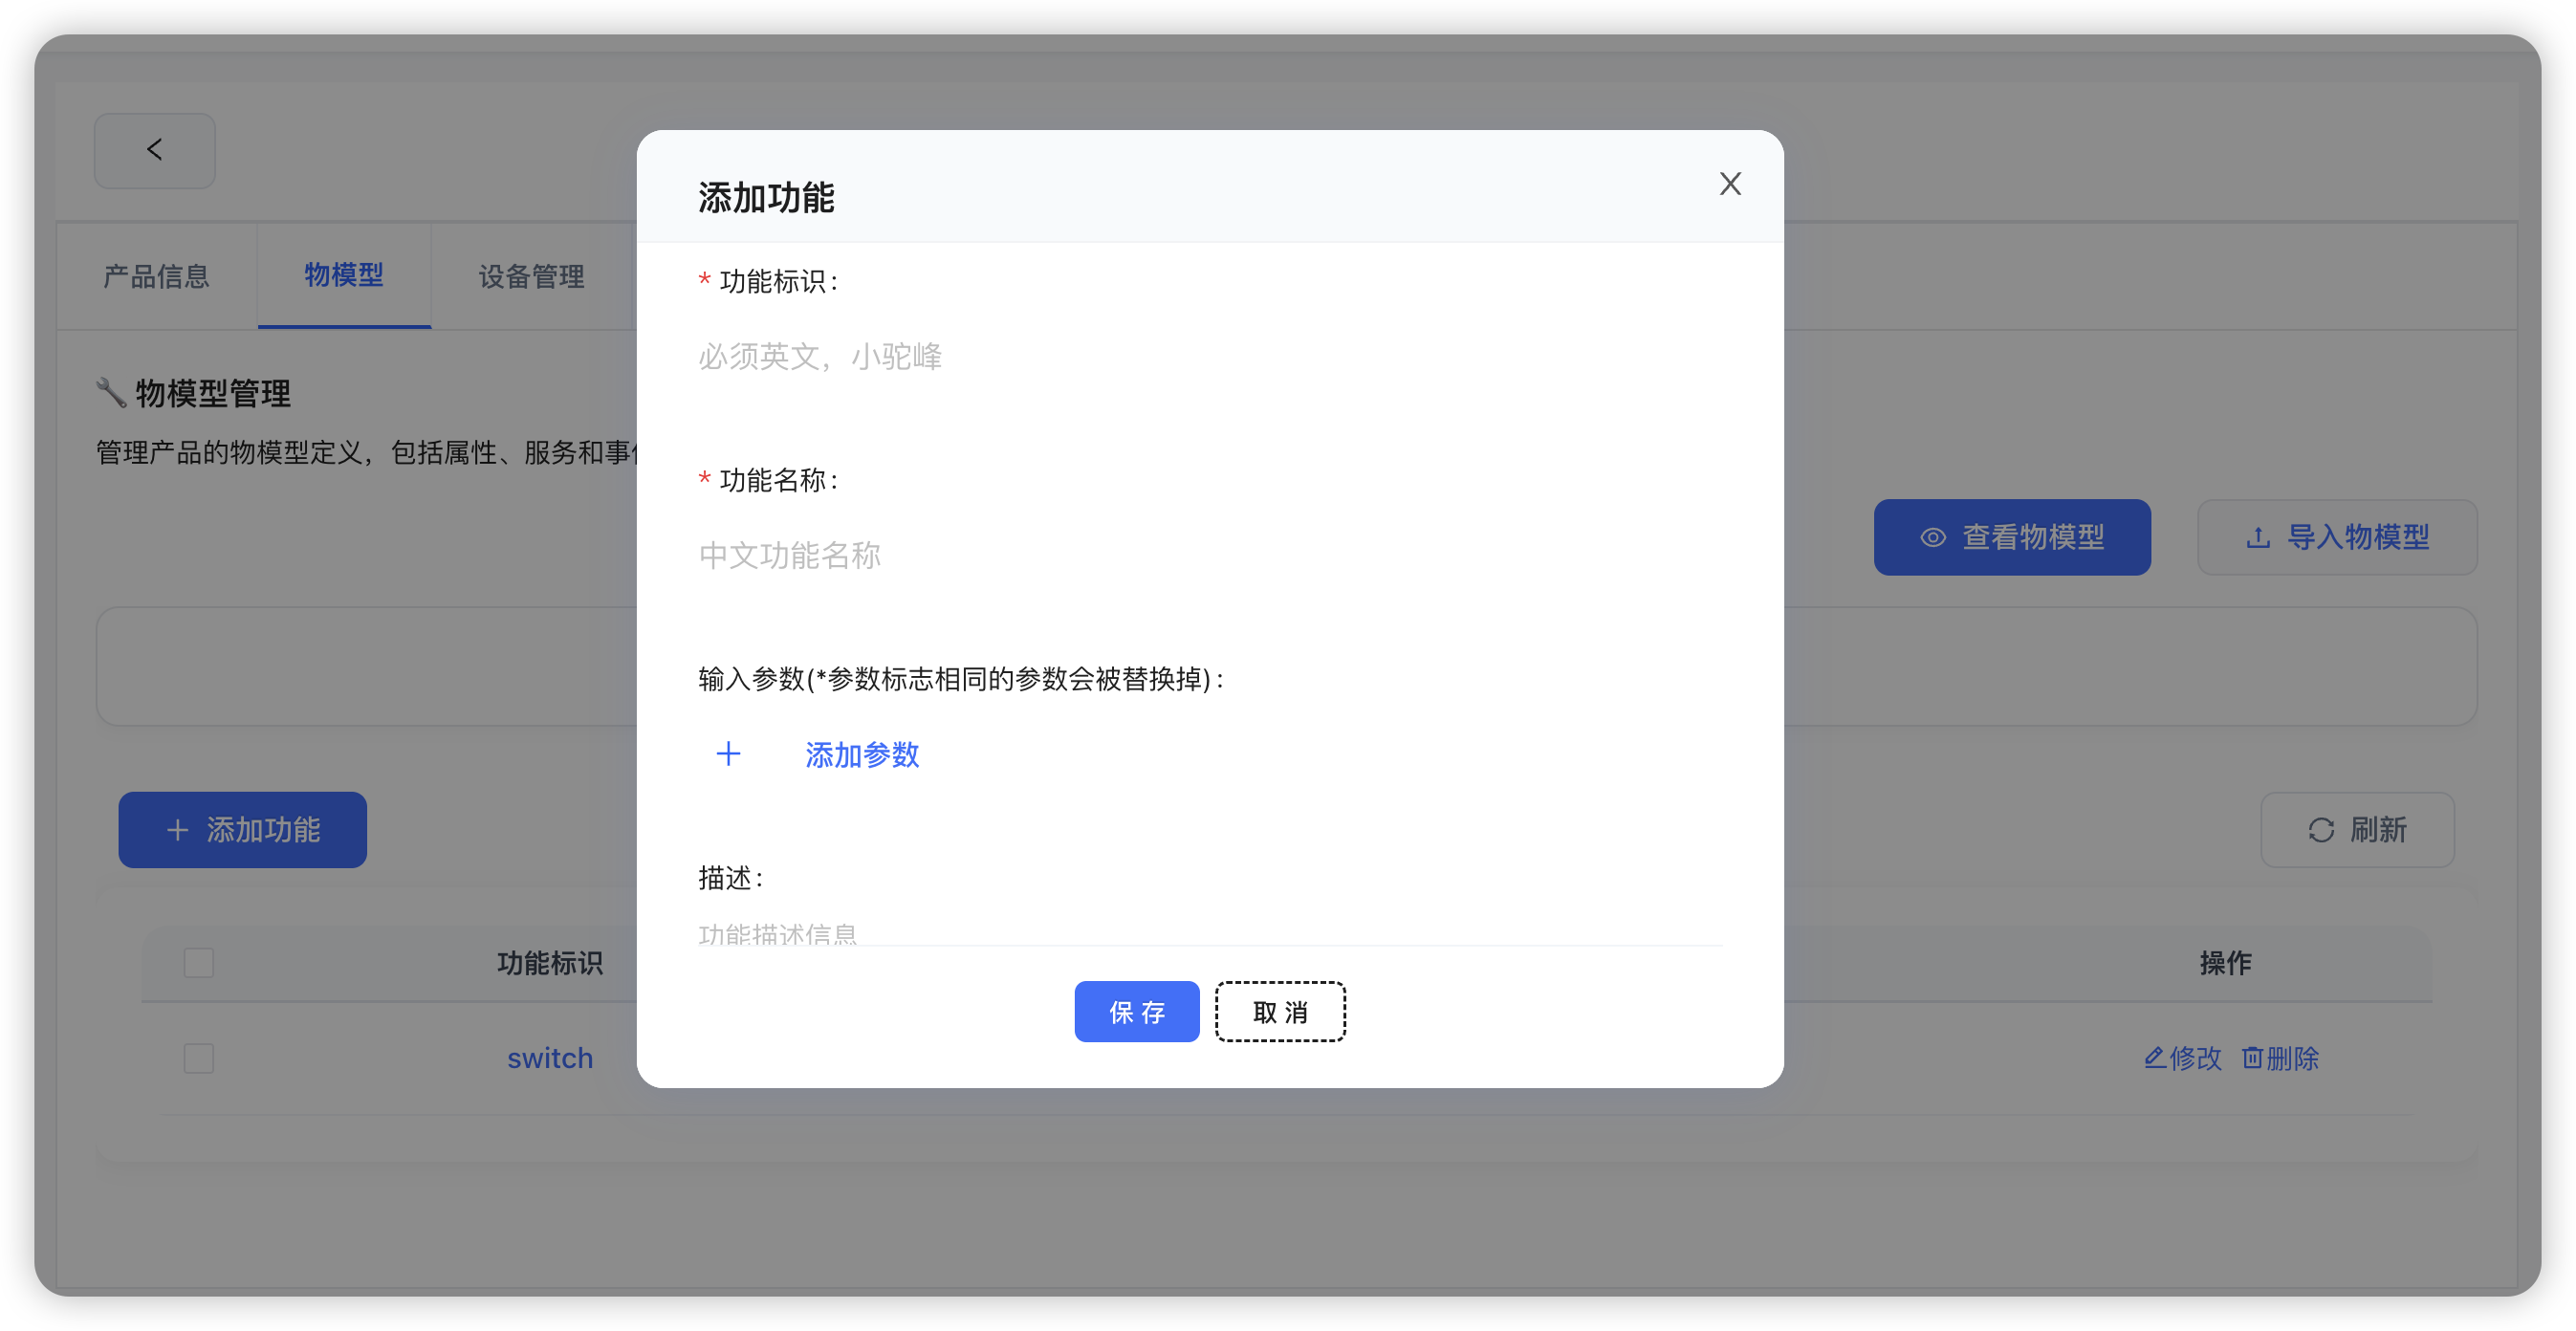 添加功能
产品信息 物模型 设备管理
* 功能标识:
必须英文，小驼峰
🔧 物模型管理
管理产品的物模型定义，包括属性、服务和事
* 功能名称:
中文功能名称
查看物模型 导入物模型
输入参数(*参数标志相同的参数会被替换掉):
+ 添加参数
+ 添加功能
刷新
描述:
功能描述信息
功能标识 操作
保存 取消
switch 修改 删除